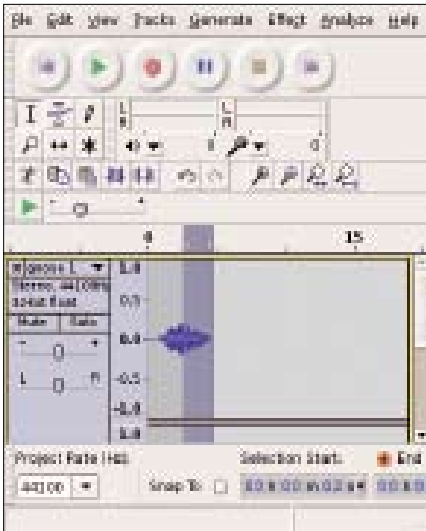 File Edit View Tracks Generate Effect Analyze Help
L
R
L
R
0
0
0 15
1.0
Stereo, 44100Hz
32-bit float
0.5
Mute Solo
0.0
- +
L R
-0.5
-1.0
1.0
Project Rate (Hz): Selection Start: End
44100 Snap To